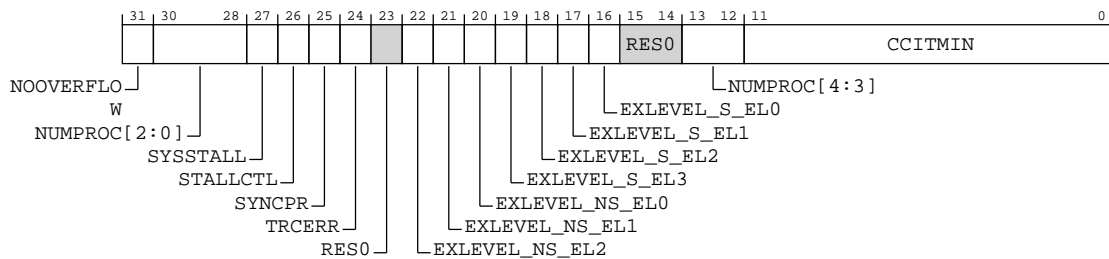 31 30 28 27 26 25 24 23 22 21 20 19 18 17 16 15 14 13 12 11 0
RES0 CCITMIN
NOOVERFLO NUMPROC[4:3]
W EXLEVEL_S_EL0
NUMPROC[2:0] EXLEVEL_S_EL1
SYSSTALL EXLEVEL_S_EL2
STALLCTL EXLEVEL_S_EL3
SYNCPR EXLEVEL_NS_EL0
TRCERR EXLEVEL_NS_EL1
RES0 EXLEVEL_NS_EL2